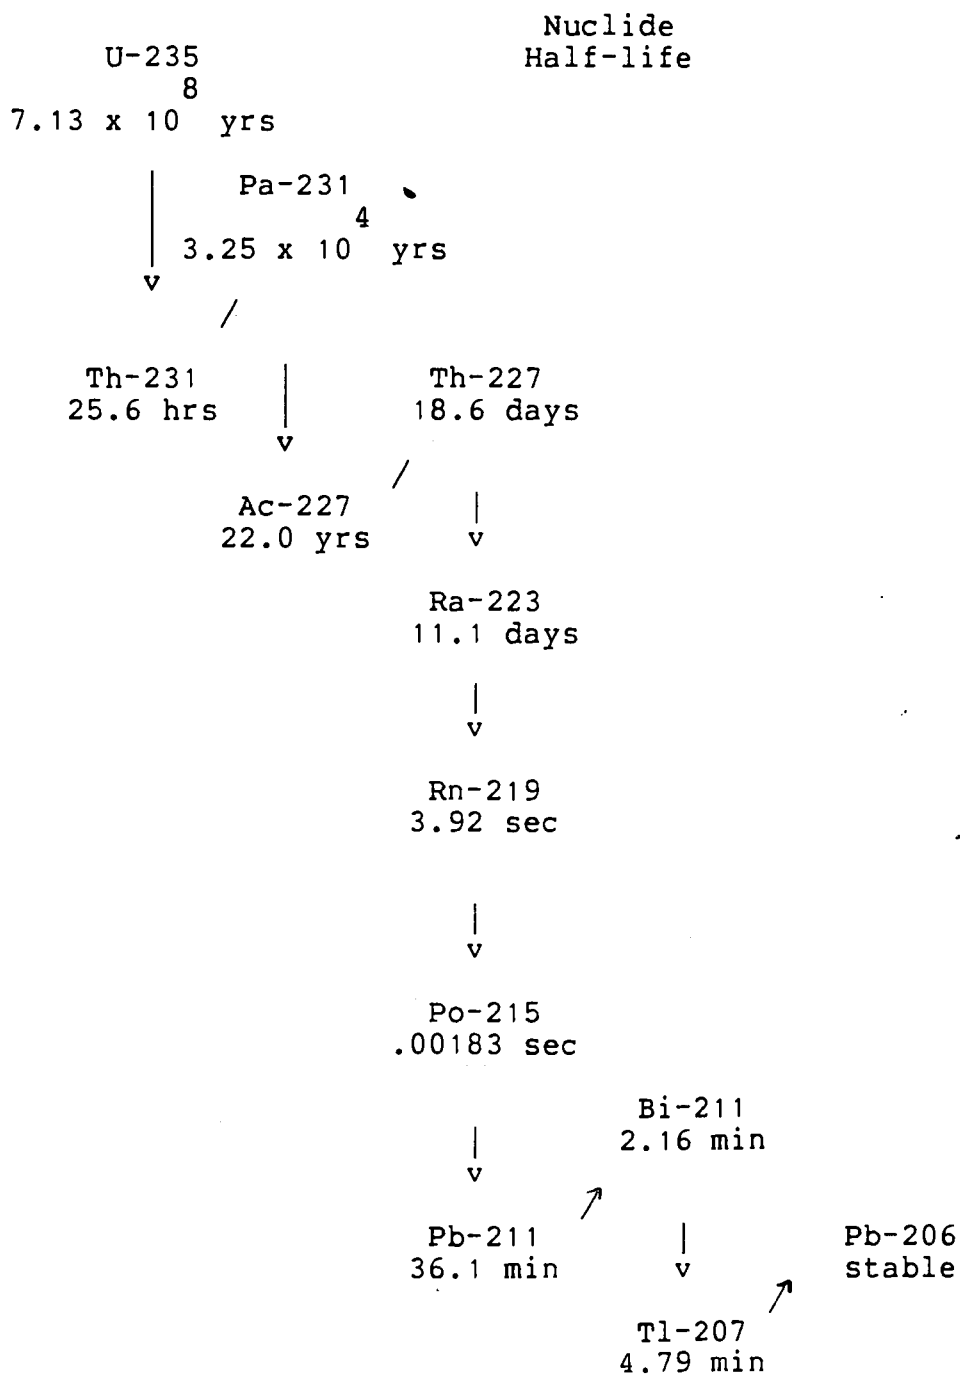 Nuclide
Half-life
U-235
7.13 x 10^8 yrs
Pa-231
3.25 x 10^4 yrs
Th-231
25.6 hrs
Th-227
18.6 days
Ac-227
22.0 yrs
Ra-223
11.1 days
Rn-219
3.92 sec
Po-215
.00183 sec
Bi-211
2.16 min
Pb-211
36.1 min
Pb-206
stable
Tl-207
4.79 min